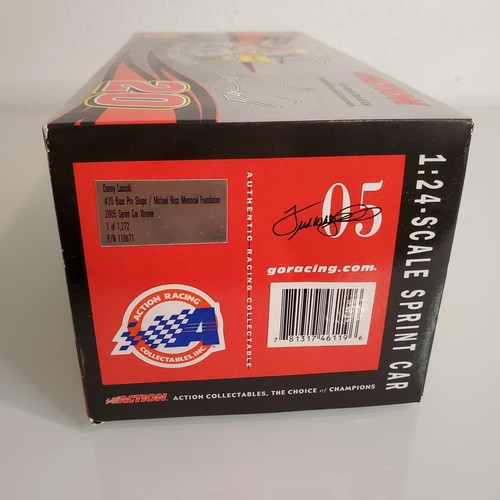 20
Danny Lasoski
#20 Bass Pro Shops / Michael Ross Memorial Foundation
2005 Sprint Car Xtreme
1 of 1,272
P/N 110671
AUTHENTIC RACING COLLECTABLE
05
goracing.com.
7 81317 46119 6
1:24-SCALE SPRINT CAR
ACTION RACING
COLLECTABLES, INC.
ACTION ACTION COLLECTABLES, THE CHOICE of CHAMPIONS